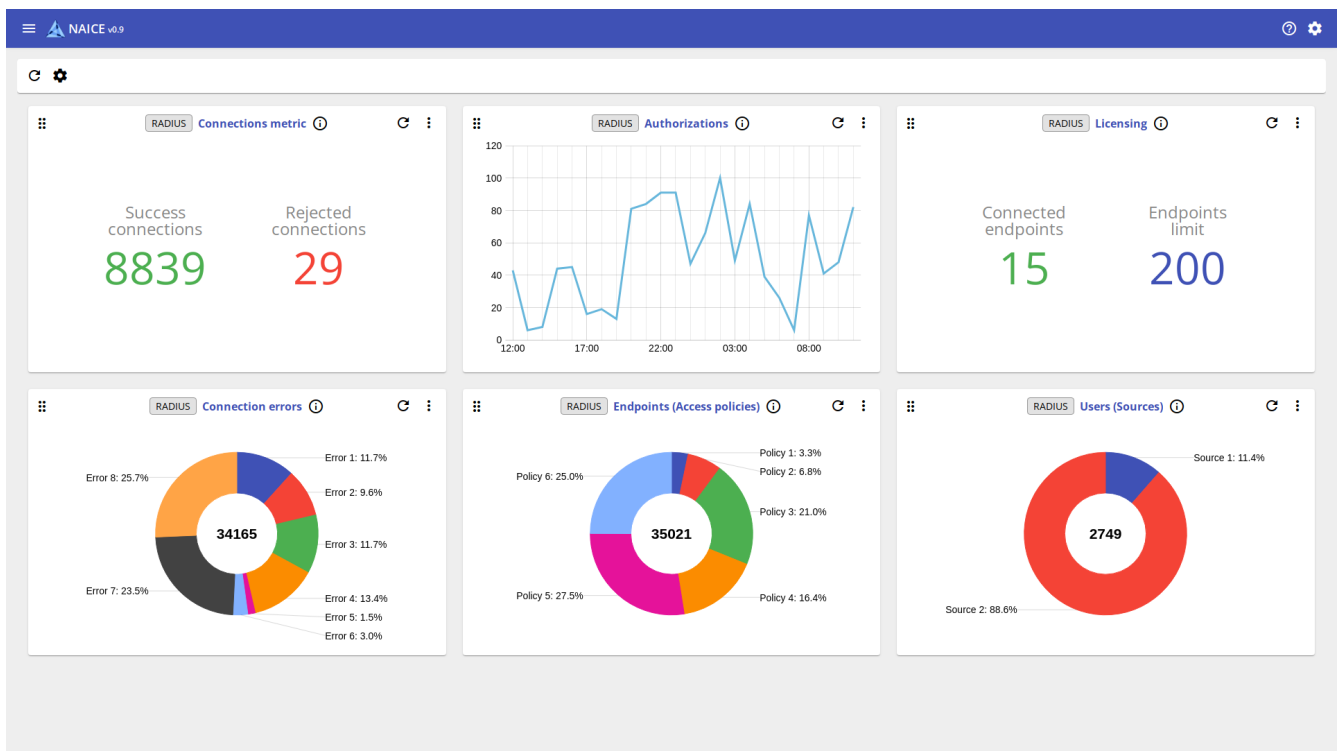 NAICE v0.9
RADIUS Connections metric
Success
connections
8839
Rejected
connections
29
RADIUS Authorizations
120
100
80
60
40
20
0
12:00 17:00 22:00 03:00 08:00
RADIUS Licensing
Connected
endpoints
15
Endpoints
limit
200
RADIUS Connection errors
Error 1: 11.7%
Error 8: 25.7%
Error 2: 9.6%
34165
Error 3: 11.7%
Error 7: 23.5%
Error 4: 13.4%
Error 5: 1.5%
Error 6: 3.0%
RADIUS Endpoints (Access policies)
Policy 1: 3.3%
Policy 2: 6.8%
Policy 6: 25.0%
Policy 3: 21.0%
35021
Policy 5: 27.5%
Policy 4: 16.4%
RADIUS Users (Sources)
Source 1: 11.4%
2749
Source 2: 88.6%